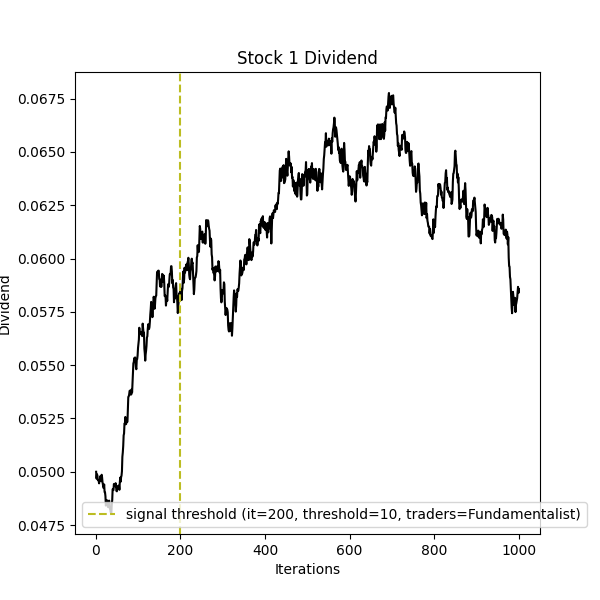 Stock 1 Dividend
Dividend
0.0675
0.0650
0.0625
0.0600
0.0575
0.0550
0.0525
0.0500
0.0475
signal threshold (it=200, threshold=10, traders=Fundamentalist)
0 200 400 600 800 1000
Iterations